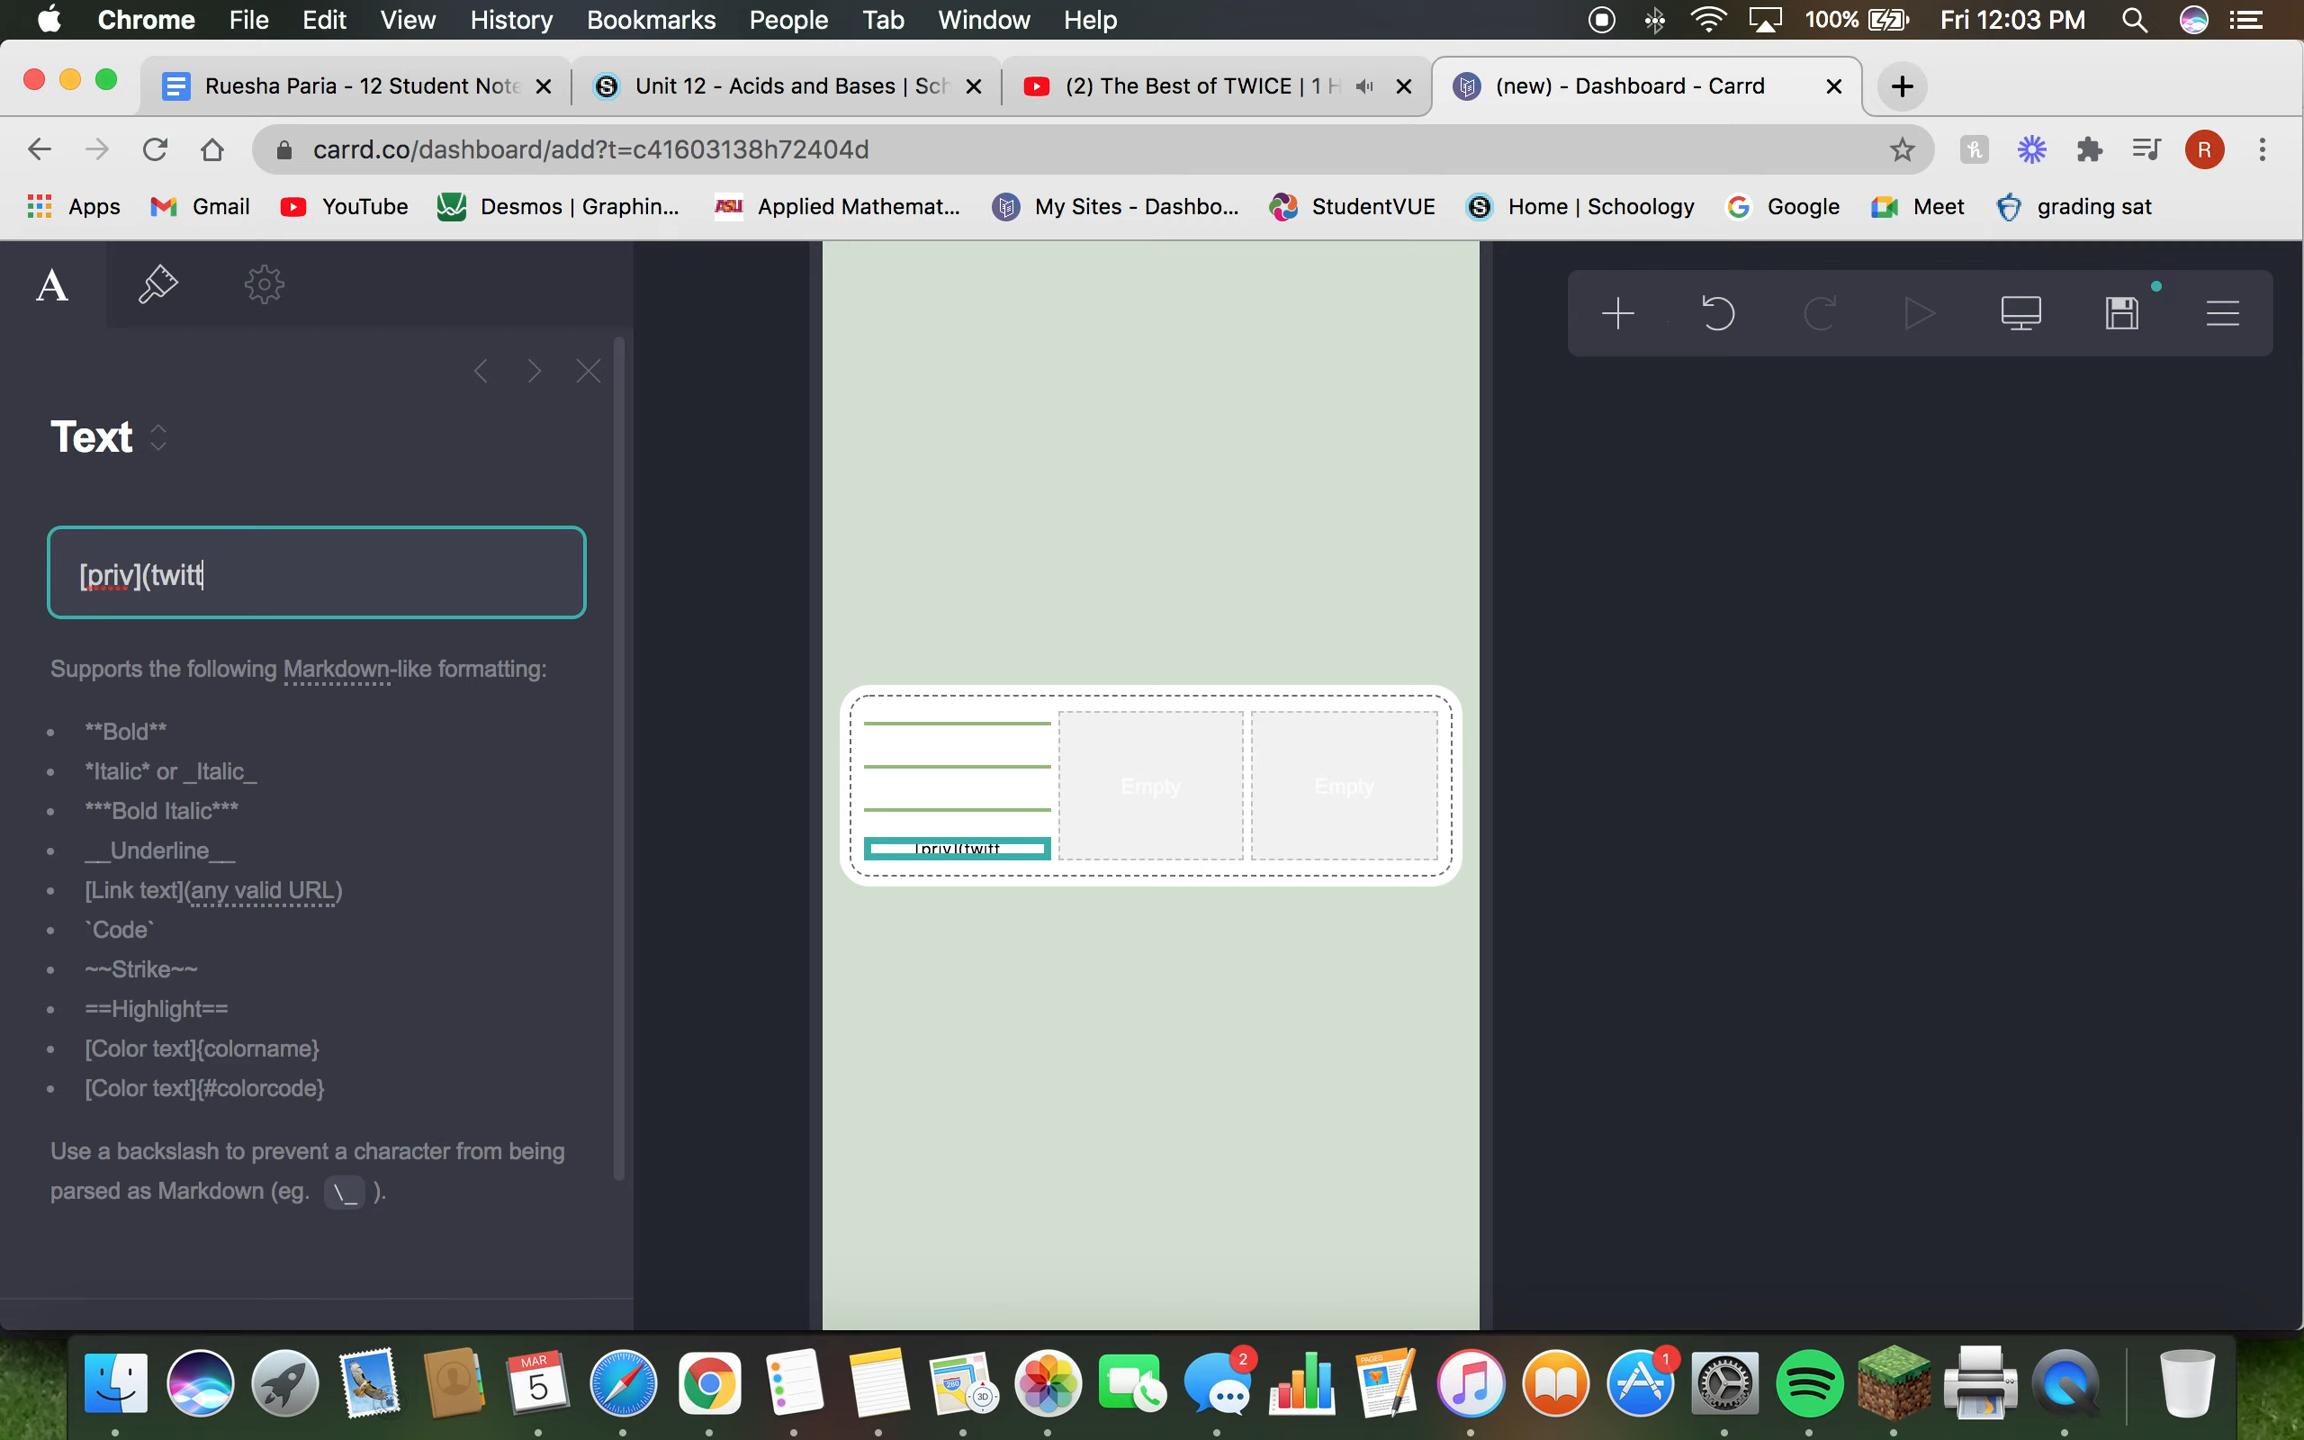 Chrome File Edit View History Bookmarks People Tab Window Help 100% Fri 12:03 PM
Ruesha Paria - 12 Student Note Unit 12 - Acids and Bases | Sch (2) The Best of TWICE | 1 H (new) - Dashboard - Carrd
carrd.co/dashboard/add?t=c41603138h72404d R
Apps Gmail YouTube Desmos | Graphin... ASU Applied Mathemat... My Sites - Dashbo... StudentVUE Home | Schoology Google Meet grading sat
A
Text
[priv](twitt
Supports the following Markdown-like formatting:
**Bold**
*Italic* or _Italic_
***Bold Italic***
__Underline__
[Link text](any valid URL)
`Code`
~~Strike~~
==Highlight==
[Color text]{colorname}
[Color text]{#colorcode}
Use a backslash to prevent a character from being
parsed as Markdown (eg. \_ ).
Empty Empty
[priv](twitt
MAR
5
280
3D
2
PAGES
1